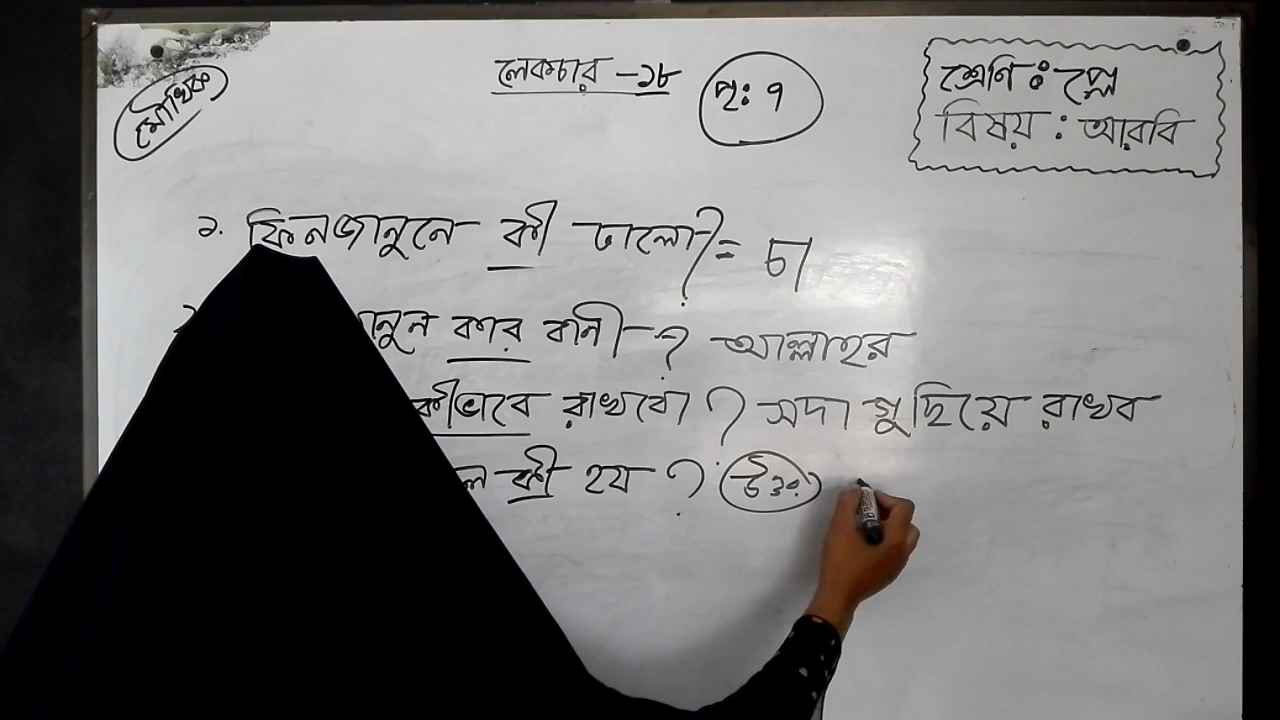 মৌখিক
লেকচার -১৮
পৃ: ৭
শ্রেণি : প্লে
বিষয় : আরবি
১. ফিনজানুনে কী ঢালো? = চা
নুন কার বানী? আল্লাহর
কীভাবে রাখবো? সদা গুছিয়ে রাখব
ল কী হয়? উত্তর